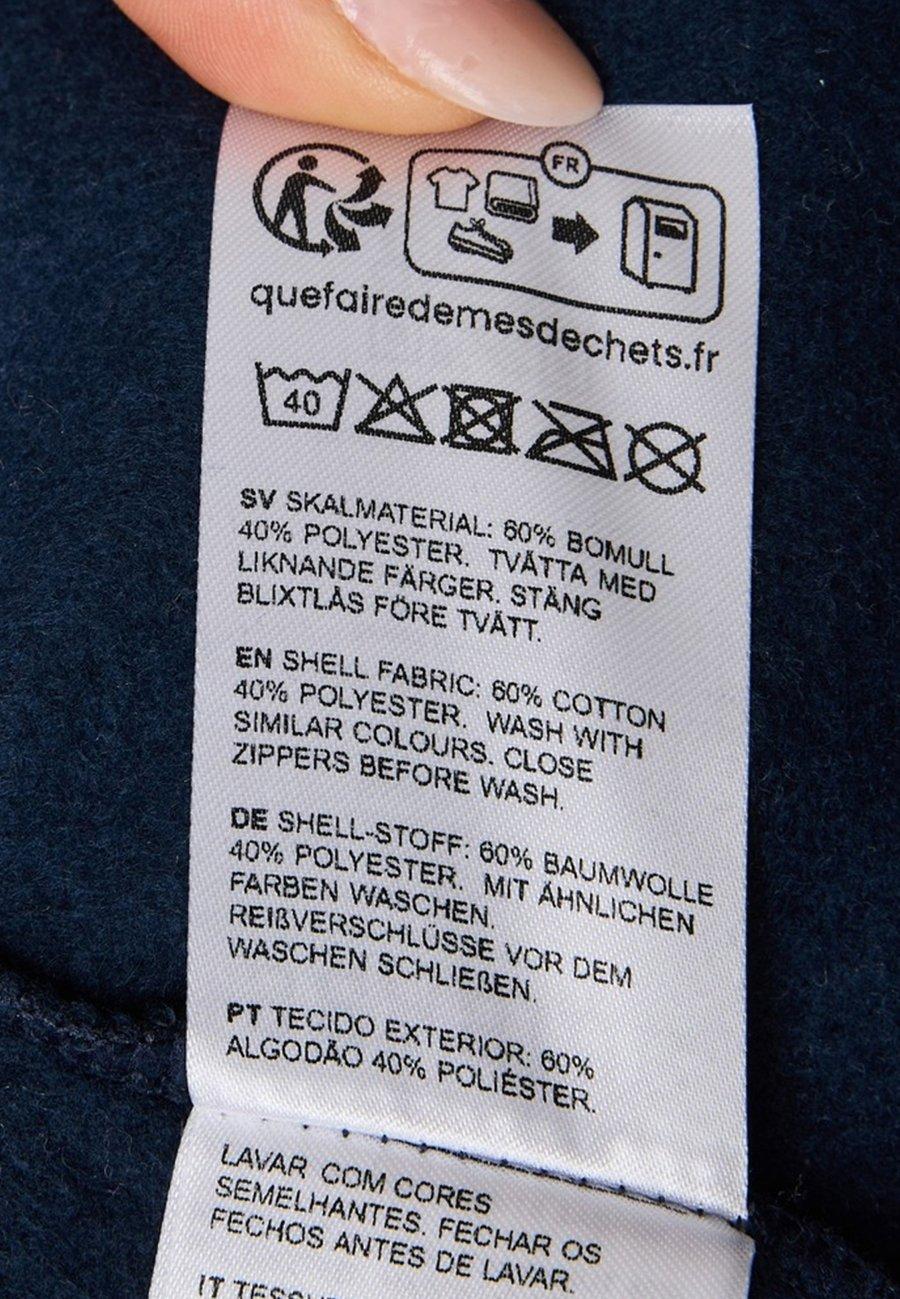 FR
quefairedemesdechets.fr
40
SV SKALMATERIAL: 60% BOMULL
40% POLYESTER. TVÄTTA MED
LIKNANDE FÄRGER. STÄNG
BLIXTLÅS FÖRE TVÄTT.
EN SHELL FABRIC: 60% COTTON
40% POLYESTER. WASH WITH
SIMILAR COLOURS. CLOSE
ZIPPERS BEFORE WASH.
DE SHELL-STOFF: 60% BAUMWOLLE
40% POLYESTER. MIT ÄHNLICHEN
FARBEN WASCHEN.
REIßVERSCHLÜSSE VOR DEM
WASCHEN SCHLIEßEN.
PT TECIDO EXTERIOR: 60%
ALGODÃO 40% POLIÉSTER.
LAVAR COM CORES
SEMELHANTES. FECHAR OS
FECHOS ANTES DE LAVAR.
IT